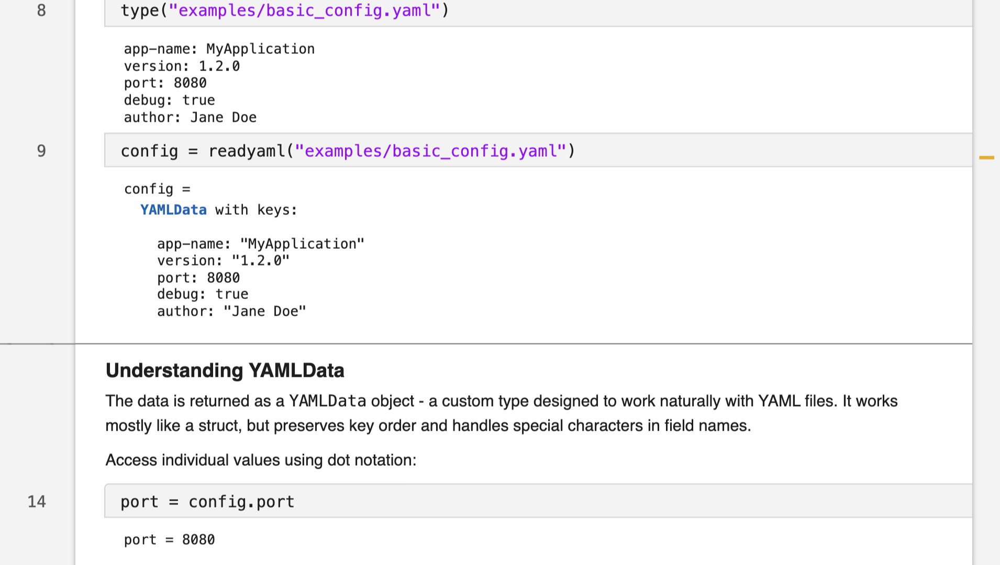 8
type("examples/basic_config.yaml")
app-name: MyApplication
version: 1.2.0
port: 8080
debug: true
author: Jane Doe
9
config = readyaml("examples/basic_config.yaml")
config =
YAMLData with keys:
app-name: "MyApplication"
version: "1.2.0"
port: 8080
debug: true
author: "Jane Doe"
Understanding YAMLData
The data is returned as a YAMLData object - a custom type designed to work naturally with YAML files. It works
mostly like a struct, but preserves key order and handles special characters in field names.
Access individual values using dot notation:
14
port = config.port
port = 8080